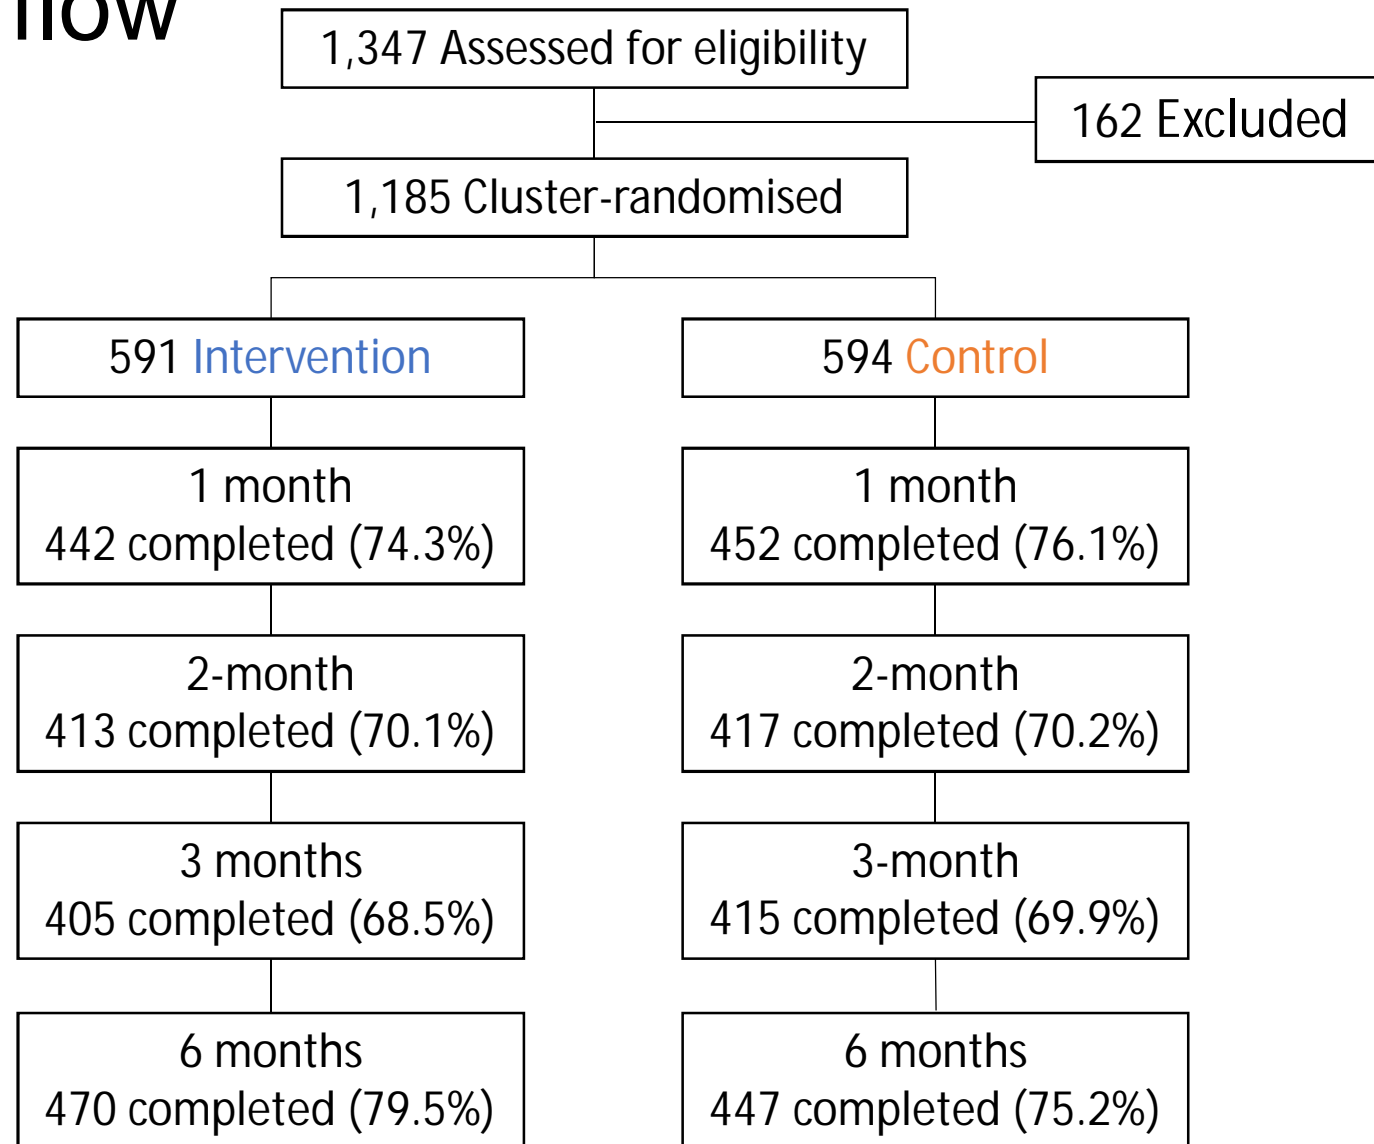 flow
1,347 Assessed for eligibility
162 Excluded
1,185 Cluster-randomised
591 Intervention
594 Control
1 month
442 completed (74.3%)
1 month
452 completed (76.1%)
2-month
413 completed (70.1%)
2-month
417 completed (70.2%)
3 months
405 completed (68.5%)
3-month
415 completed (69.9%)
6 months
470 completed (79.5%)
6 months
447 completed (75.2%)